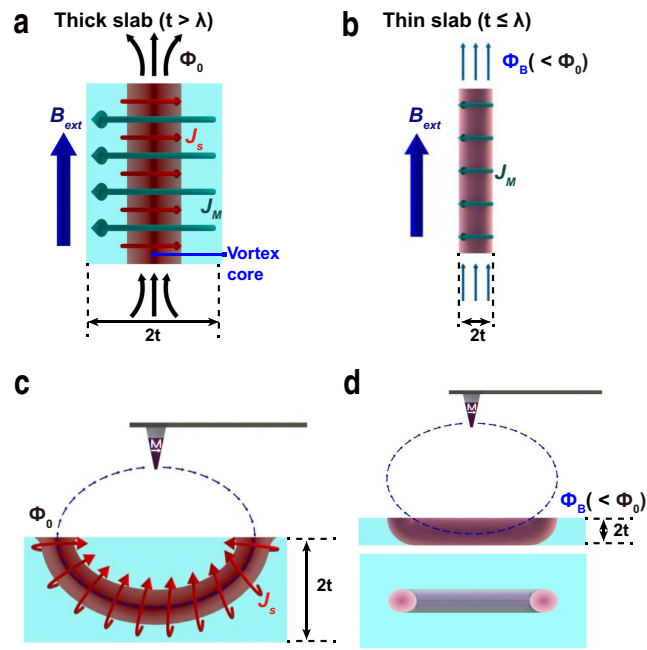 a
Thick slab (t > λ)
Φ0
Bext
Js
JM
Vortex
core
2t
b
Thin slab (t ≤ λ)
ΦB( < Φ0)
Bext
JM
2t
c
M
Φ0
Js
2t
d
M
ΦB( < Φ0)
2t